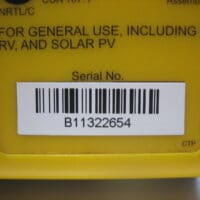 NRTL/C
FOR GENERAL USE, INCLUDING
RV, AND SOLAR PV
Serial No.
B11322654
CTP